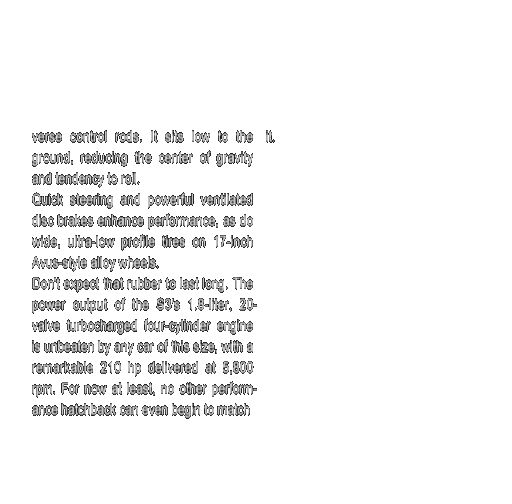 verse control rods. It sits low to the
ground, reducing the center of gravity
and tendency to roll.
Quick steering and powerful ventilated
disc brakes enhance performance, as do
wide, ultra-low profile tires on 17-inch
Avus-style alloy wheels.
Don't expect that rubber to last long. The
power output of the S3's 1.8-liter, 20-
valve turbocharged four-cylinder engine
is unbeaten by any car of this size, with a
remarkable 210 hp delivered at 5,800
rpm. For now at least, no other perform-
ance hatchback can even begin to match
it.